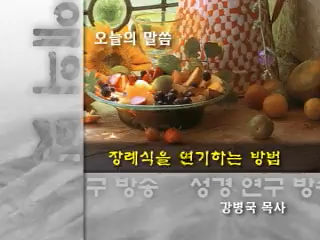 오늘의 말씀
장례식을 연기하는 방법
구 방송 성경 연구 방송
강병국 목사